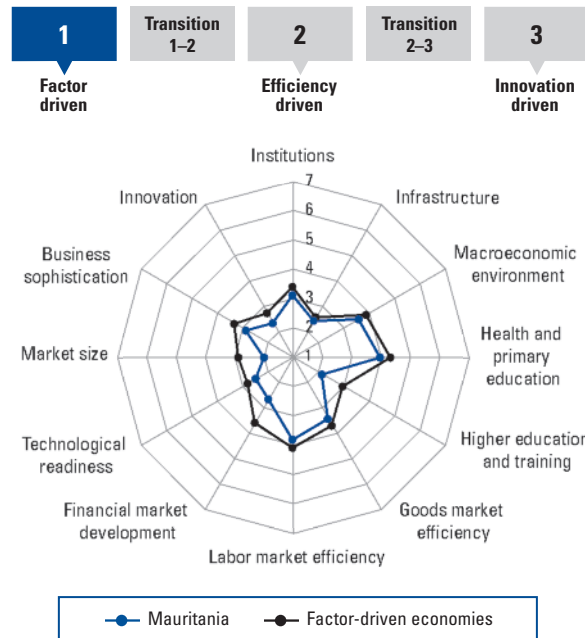 1
Transition
1–2
2
Transition
2–3
3
Factor
driven
Efficiency
driven
Innovation
driven
Institutions
Innovation
Infrastructure
Business
sophistication
Macroeconomic
environment
Market size
Health and
primary
education
Technological
readiness
Higher education
and training
Financial market
development
Goods market
efficiency
Labor market efficiency
7
6
5
4
3
2
1
Mauritania
Factor-driven economies